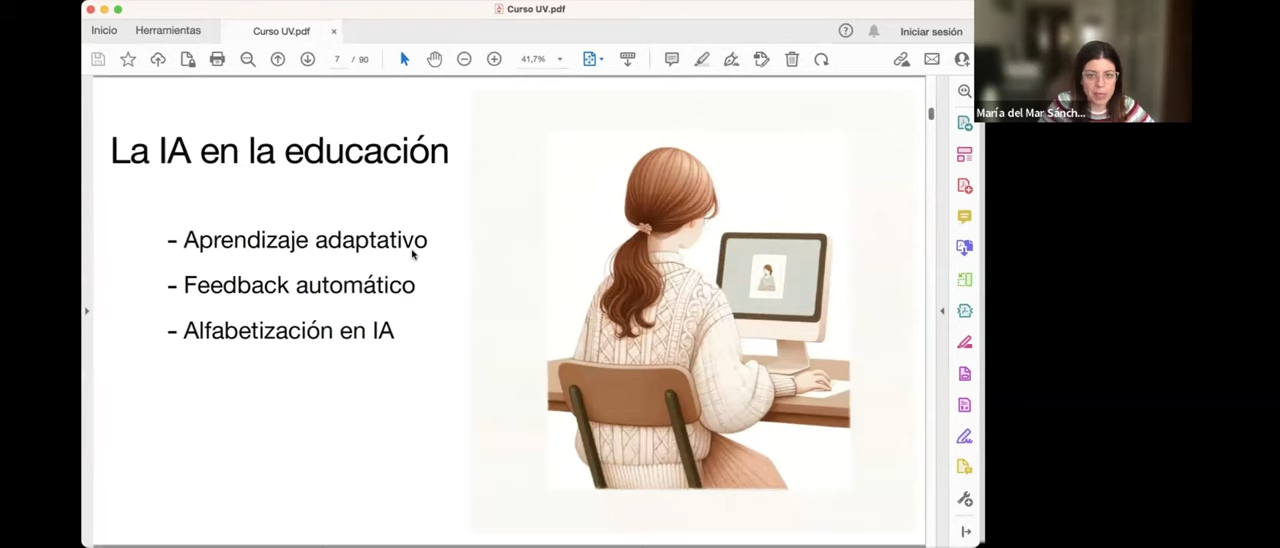 Curso UV.pdf
Inicio
Herramientas
Curso UV.pdf
Iniciar sesión
7 / 90
41,7%
María del Mar Sánch...
La IA en la educación
- Aprendizaje adaptativo
- Feedback automático
- Alfabetización en IA